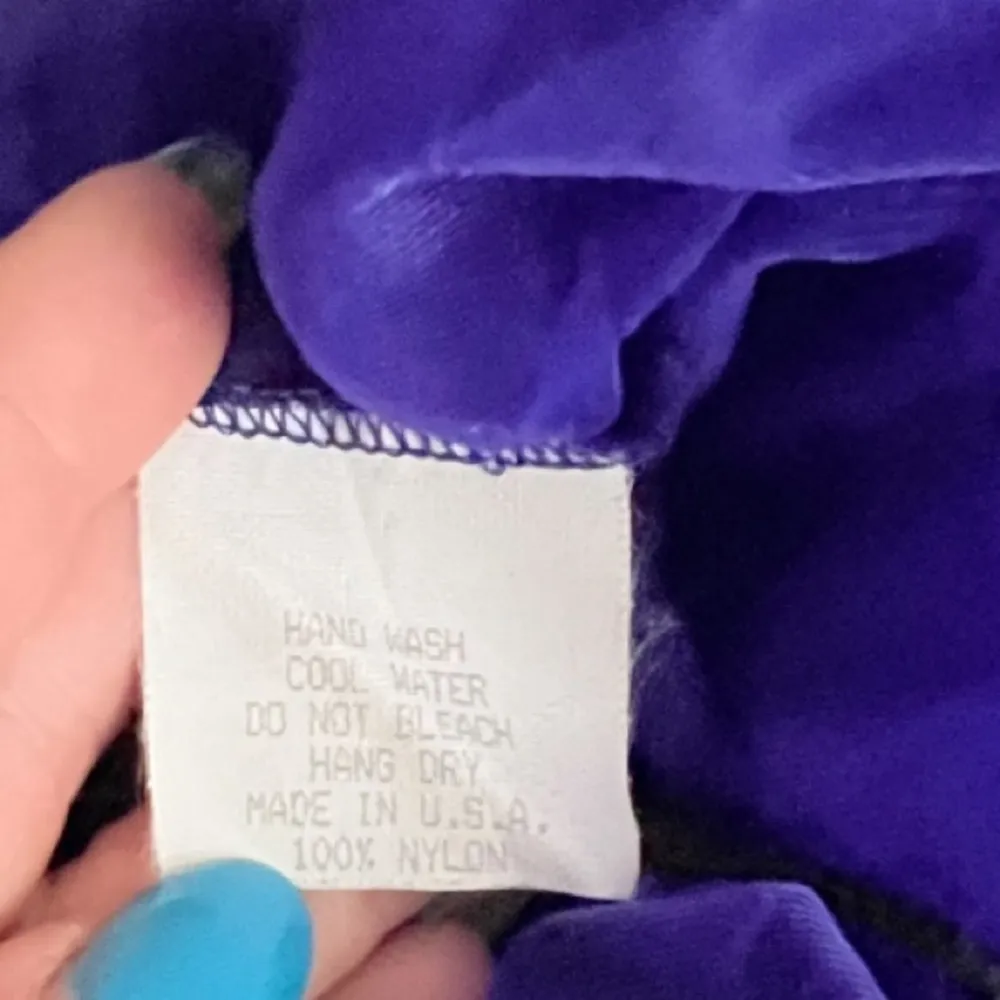 HAND WASH
COOL WATER
DO NOT BLEACH
HANG DRY
MADE IN U.S.A.
100% NYLON